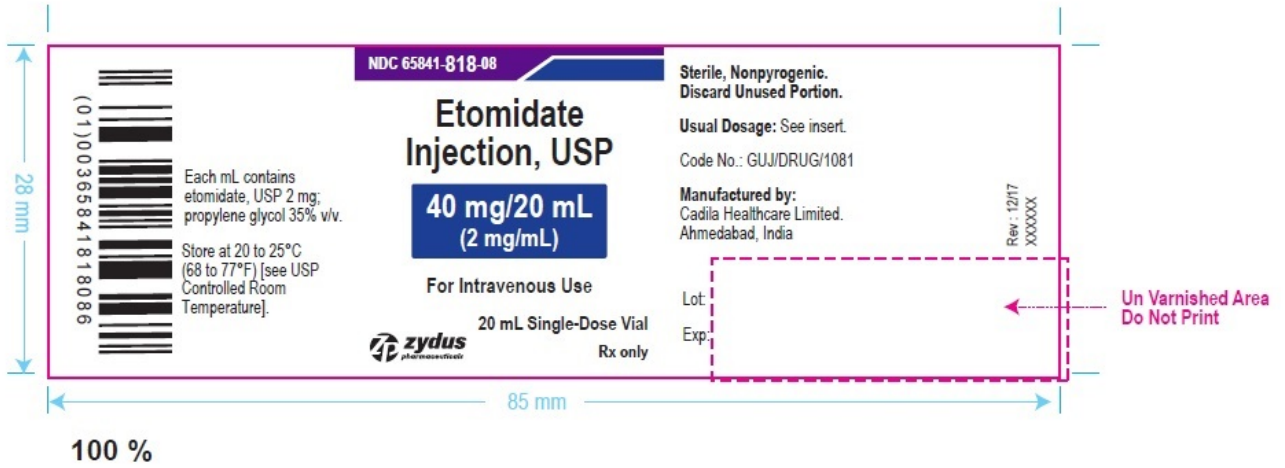 (01)00365841818086
Each mL contains
etomidate, USP 2 mg;
propylene glycol 35% v/v.
Store at 20 to 25°C
(68 to 77°F) [see USP
Controlled Room
Temperature].
NDC 65841-818-08
Etomidate
Injection, USP
40 mg/20 mL
(2 mg/mL)
For Intravenous Use
20 mL Single-Dose Vial
Rx only
zydus
pharmaceuticals
Sterile, Nonpyrogenic.
Discard Unused Portion.
Usual Dosage: See insert.
Code No.: GUJ/DRUG/1081
Manufactured by:
Cadila Healthcare Limited.
Ahmedabad, India
Rev : 12/17
XXXXXX
Lot:
Exp:
Un Varnished Area
Do Not Print
28 mm
85 mm
100 %